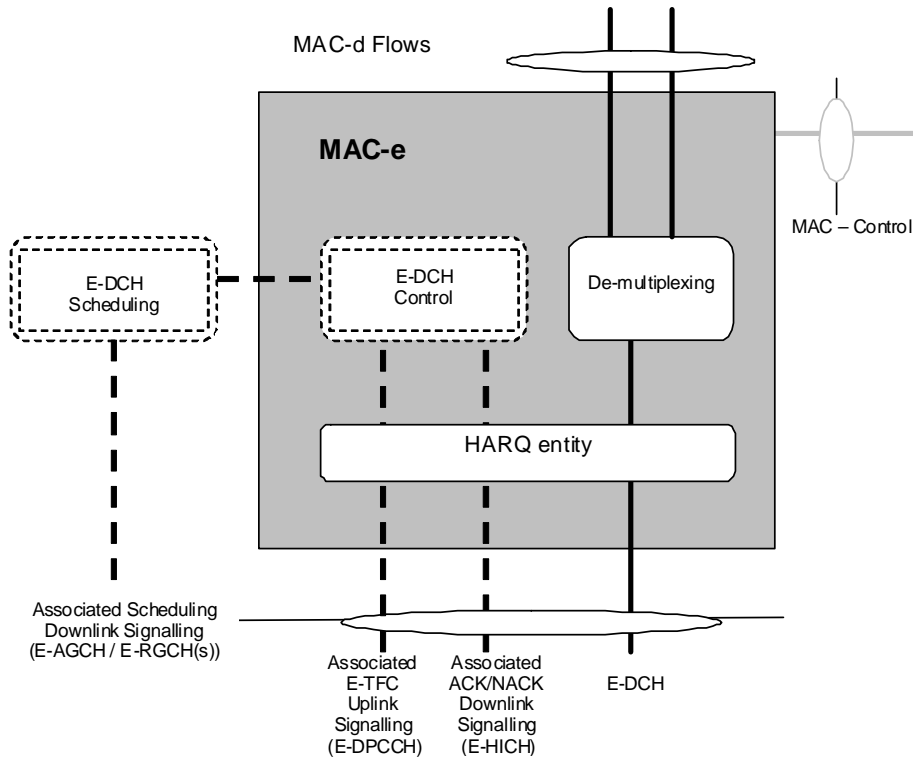 MAC-d Flows
MAC-e
MAC – Control
E-DCH
Scheduling
E-DCH
Control
De-multiplexing
HARQ entity
Associated Scheduling
Downlink Signalling
(E-AGCH / E-RGCH(s))
Associated
E-TFC
Uplink
Signalling
(E-DPCCH)
Associated
ACK/NACK
Downlink
Signalling
(E-HICH)
E-DCH